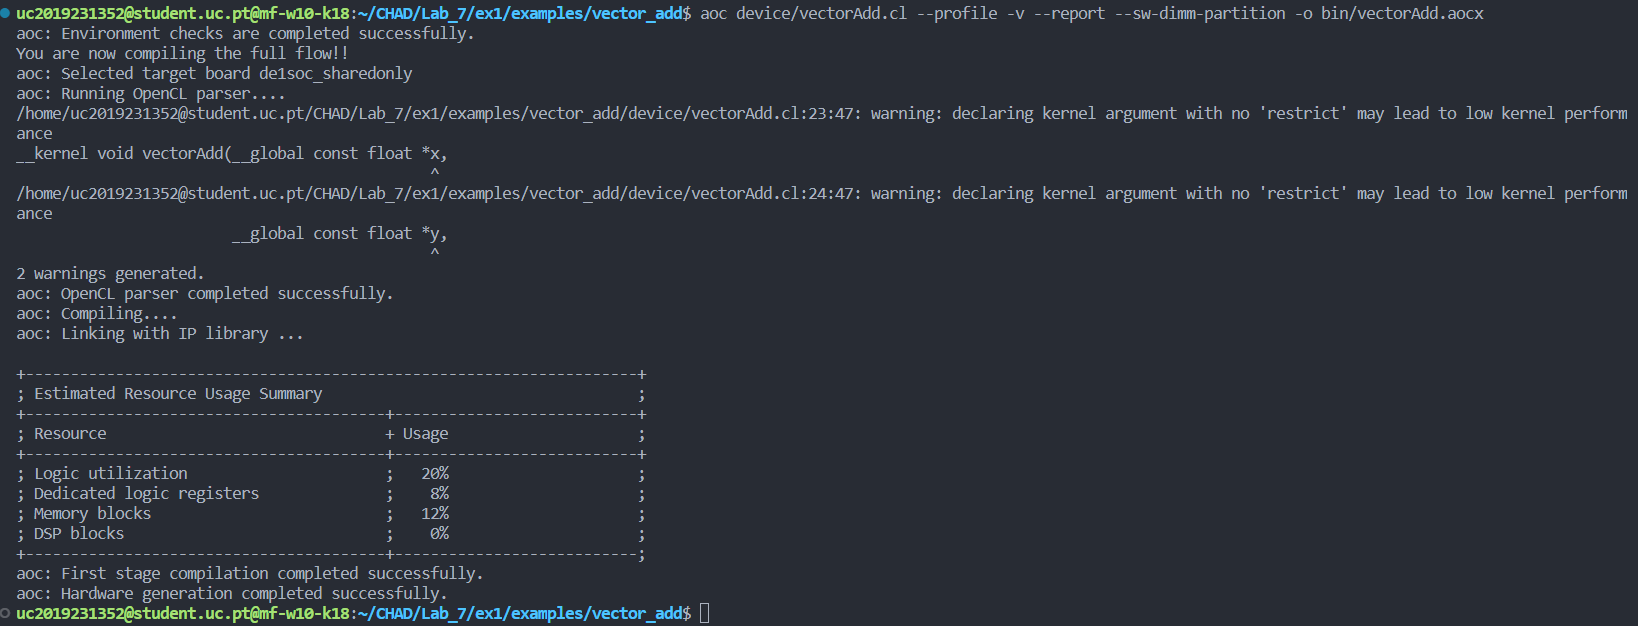 uc2019231352@student.uc.pt@mf-w10-k18:~/CHAD/Lab_7/ex1/examples/vector_add$ aoc device/vectorAdd.cl --profile -v --report --sw-dimm-partition -o bin/vectorAdd.aocx
aoc: Environment checks are completed successfully.
You are now compiling the full flow!!
aoc: Selected target board de1soc_sharedonly
aoc: Running OpenCL parser....
/home/uc2019231352@student.uc.pt/CHAD/Lab_7/ex1/examples/vector_add/device/vectorAdd.cl:23:47: warning: declaring kernel argument with no 'restrict' may lead to low kernel perform
ance
__kernel void vectorAdd(__global const float *x,
                                              ^
/home/uc2019231352@student.uc.pt/CHAD/Lab_7/ex1/examples/vector_add/device/vectorAdd.cl:24:47: warning: declaring kernel argument with no 'restrict' may lead to low kernel perform
ance
                        __global const float *y,
                                              ^
2 warnings generated.
aoc: OpenCL parser completed successfully.
aoc: Compiling....
aoc: Linking with IP library ...

+--------------------------------------------------------------------+
; Estimated Resource Usage Summary                                   ;
+----------------------------------------+---------------------------+
; Resource                               + Usage                     ;
+----------------------------------------+---------------------------+
; Logic utilization                      ;   20%                     ;
; Dedicated logic registers              ;    8%                     ;
; Memory blocks                          ;   12%                     ;
; DSP blocks                             ;    0%                     ;
+----------------------------------------+---------------------------;
aoc: First stage compilation completed successfully.
aoc: Hardware generation completed successfully.
uc2019231352@student.uc.pt@mf-w10-k18:~/CHAD/Lab_7/ex1/examples/vector_add$